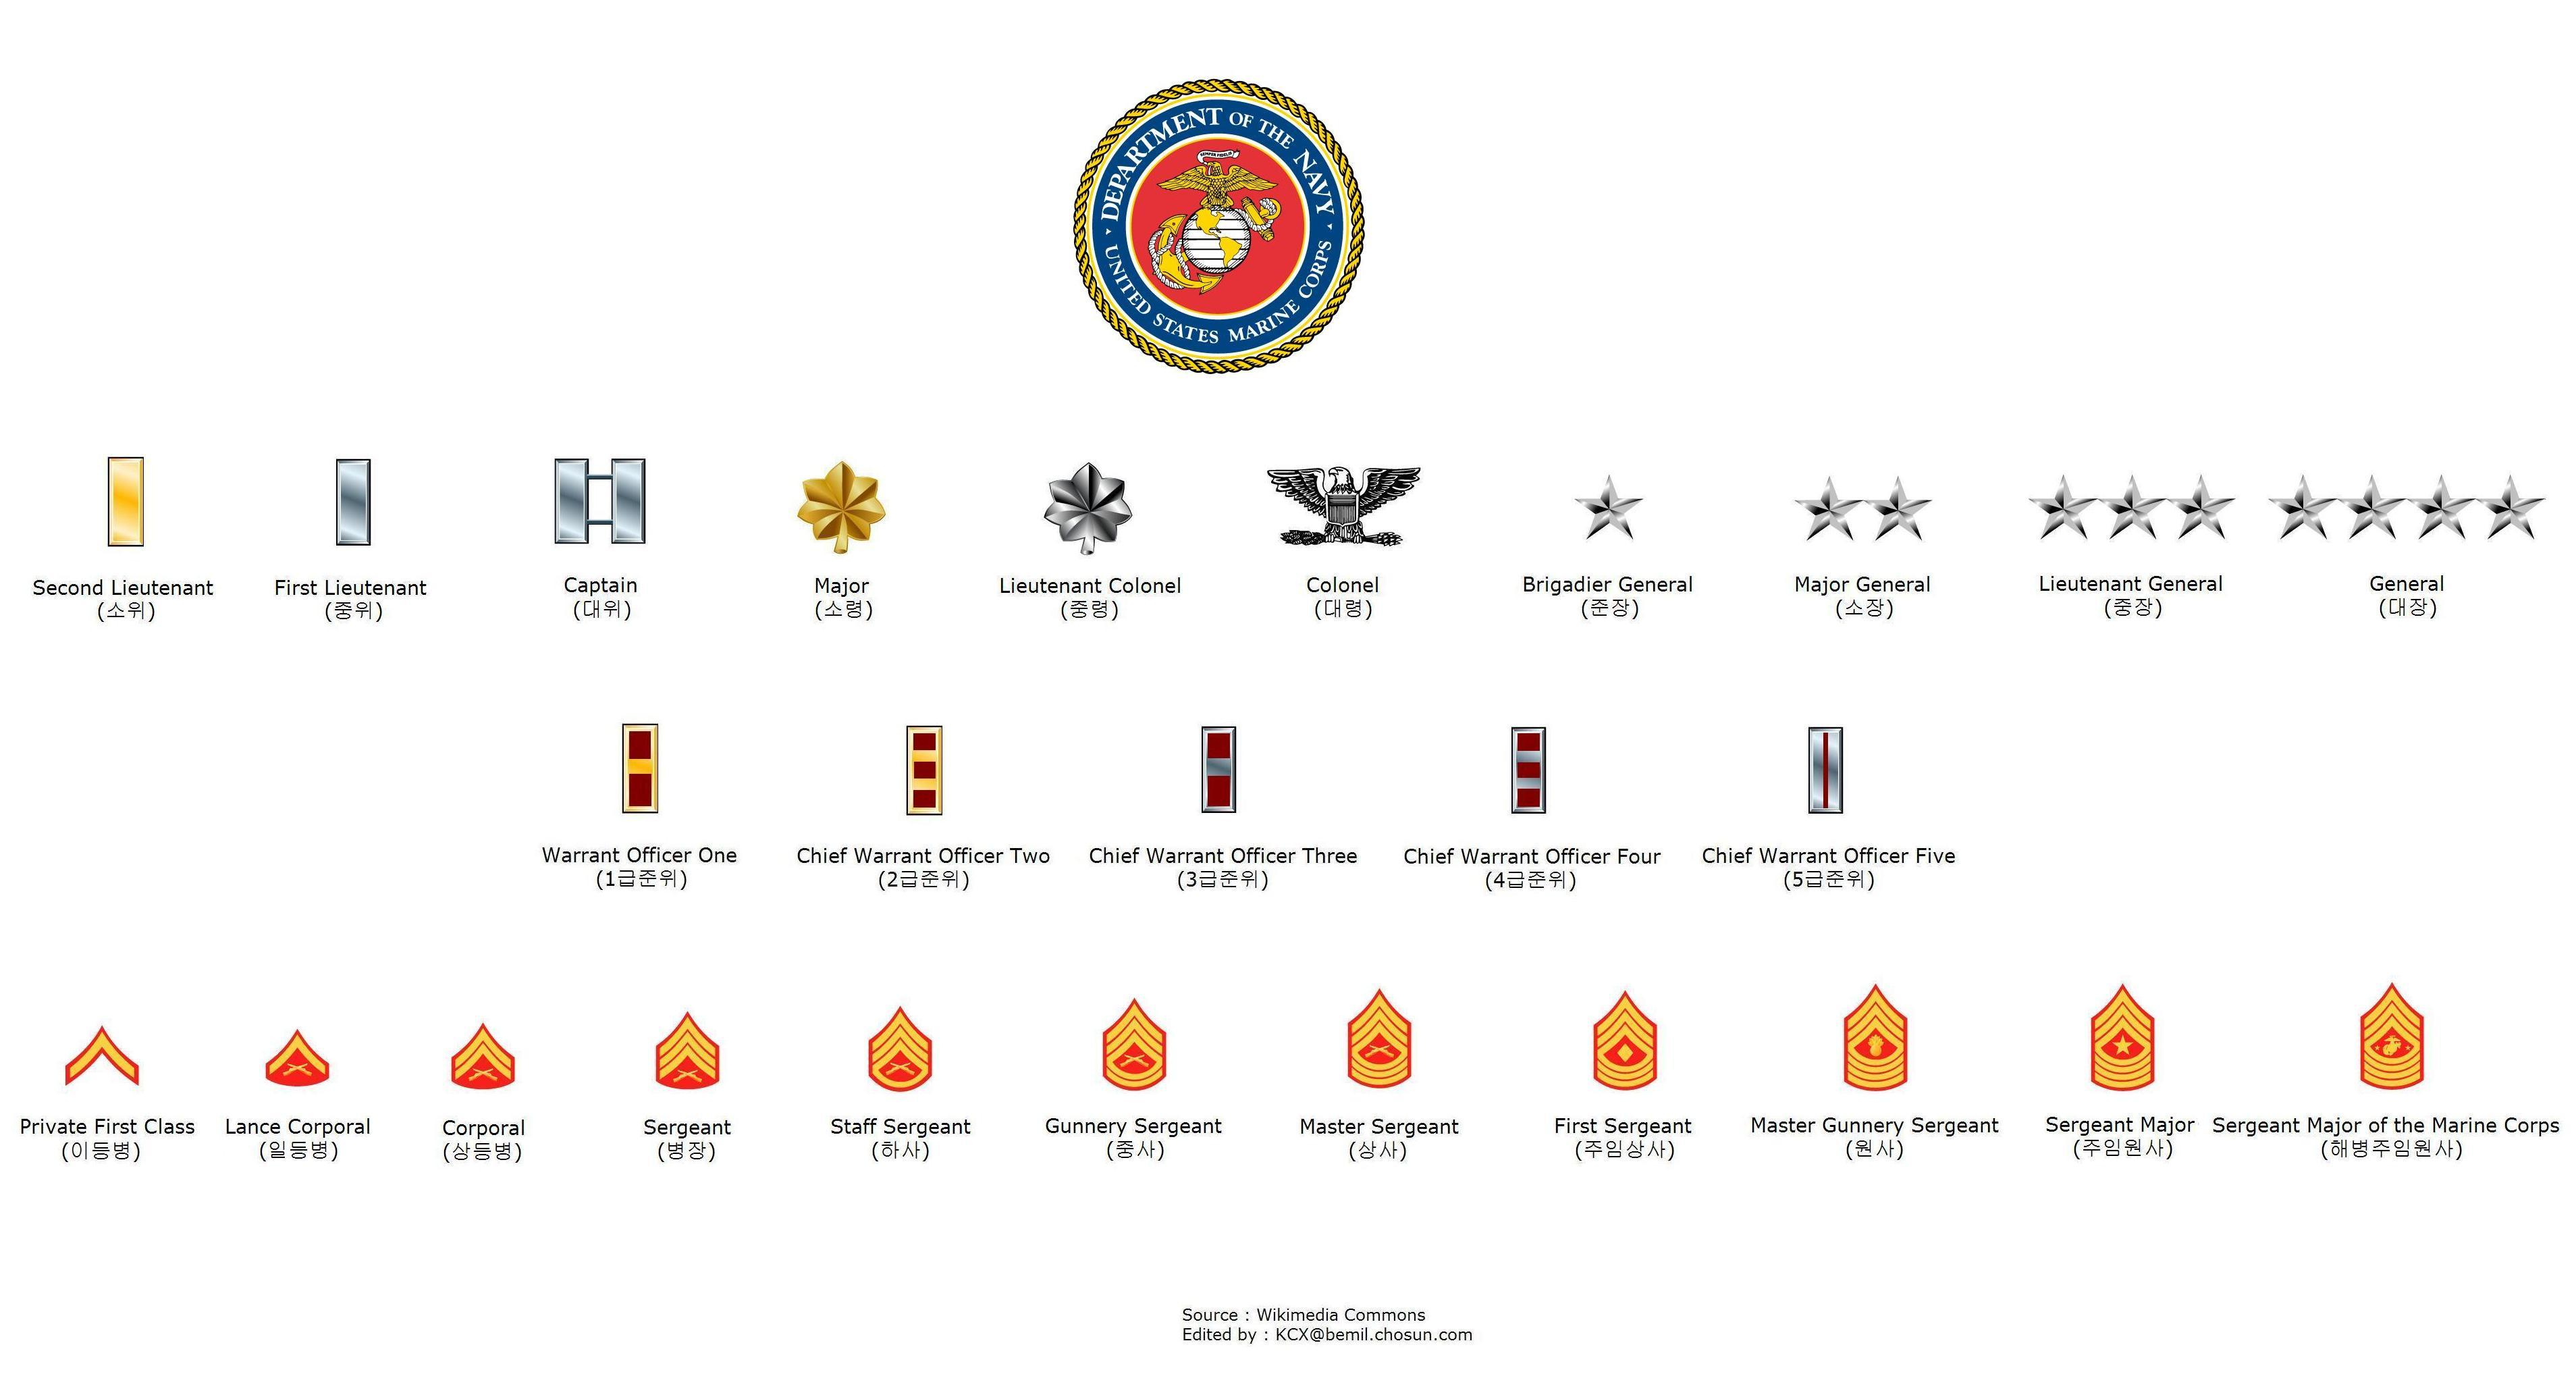 DEPARTMENT OF THE NAVY
UNITED STATES MARINE CORPS
SEMPER FIDELIS
Second Lieutenant
(소위)
First Lieutenant
(중위)
Captain
(대위)
Major
(소령)
Lieutenant Colonel
(중령)
Colonel
(대령)
Brigadier General
(준장)
Major General
(소장)
Lieutenant General
(중장)
General
(대장)
Warrant Officer One
(1급준위)
Chief Warrant Officer Two
(2급준위)
Chief Warrant Officer Three
(3급준위)
Chief Warrant Officer Four
(4급준위)
Chief Warrant Officer Five
(5급준위)
Private First Class
(이등병)
Lance Corporal
(일등병)
Corporal
(상등병)
Sergeant
(병장)
Staff Sergeant
(하사)
Gunnery Sergeant
(중사)
Master Sergeant
(상사)
First Sergeant
(주임상사)
Master Gunnery Sergeant
(원사)
Sergeant Major
(주임원사)
Sergeant Major of the Marine Corps
(해병주임원사)
Source : Wikimedia Commons
Edited by : KCX@bemil.chosun.com